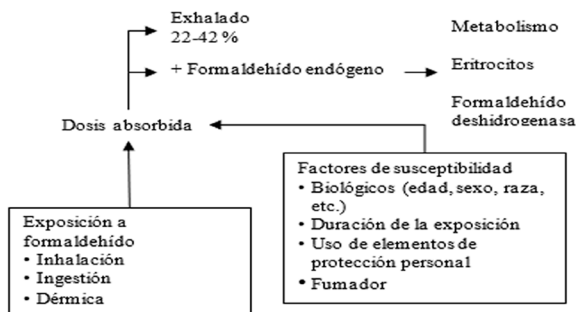 Exhalado
22-42 %
Metabolismo
+ Formaldehído endógeno
Eritrocitos
Formaldehído
deshidrogenasa
Dosis absorbida
Factores de susceptibilidad
• Biológicos (edad, sexo, raza,
etc.)
• Duración de la exposición
• Uso de elementos de
protección personal
• Fumador
Exposición a
formaldehído
• Inhalación
• Ingestión
• Dérmica